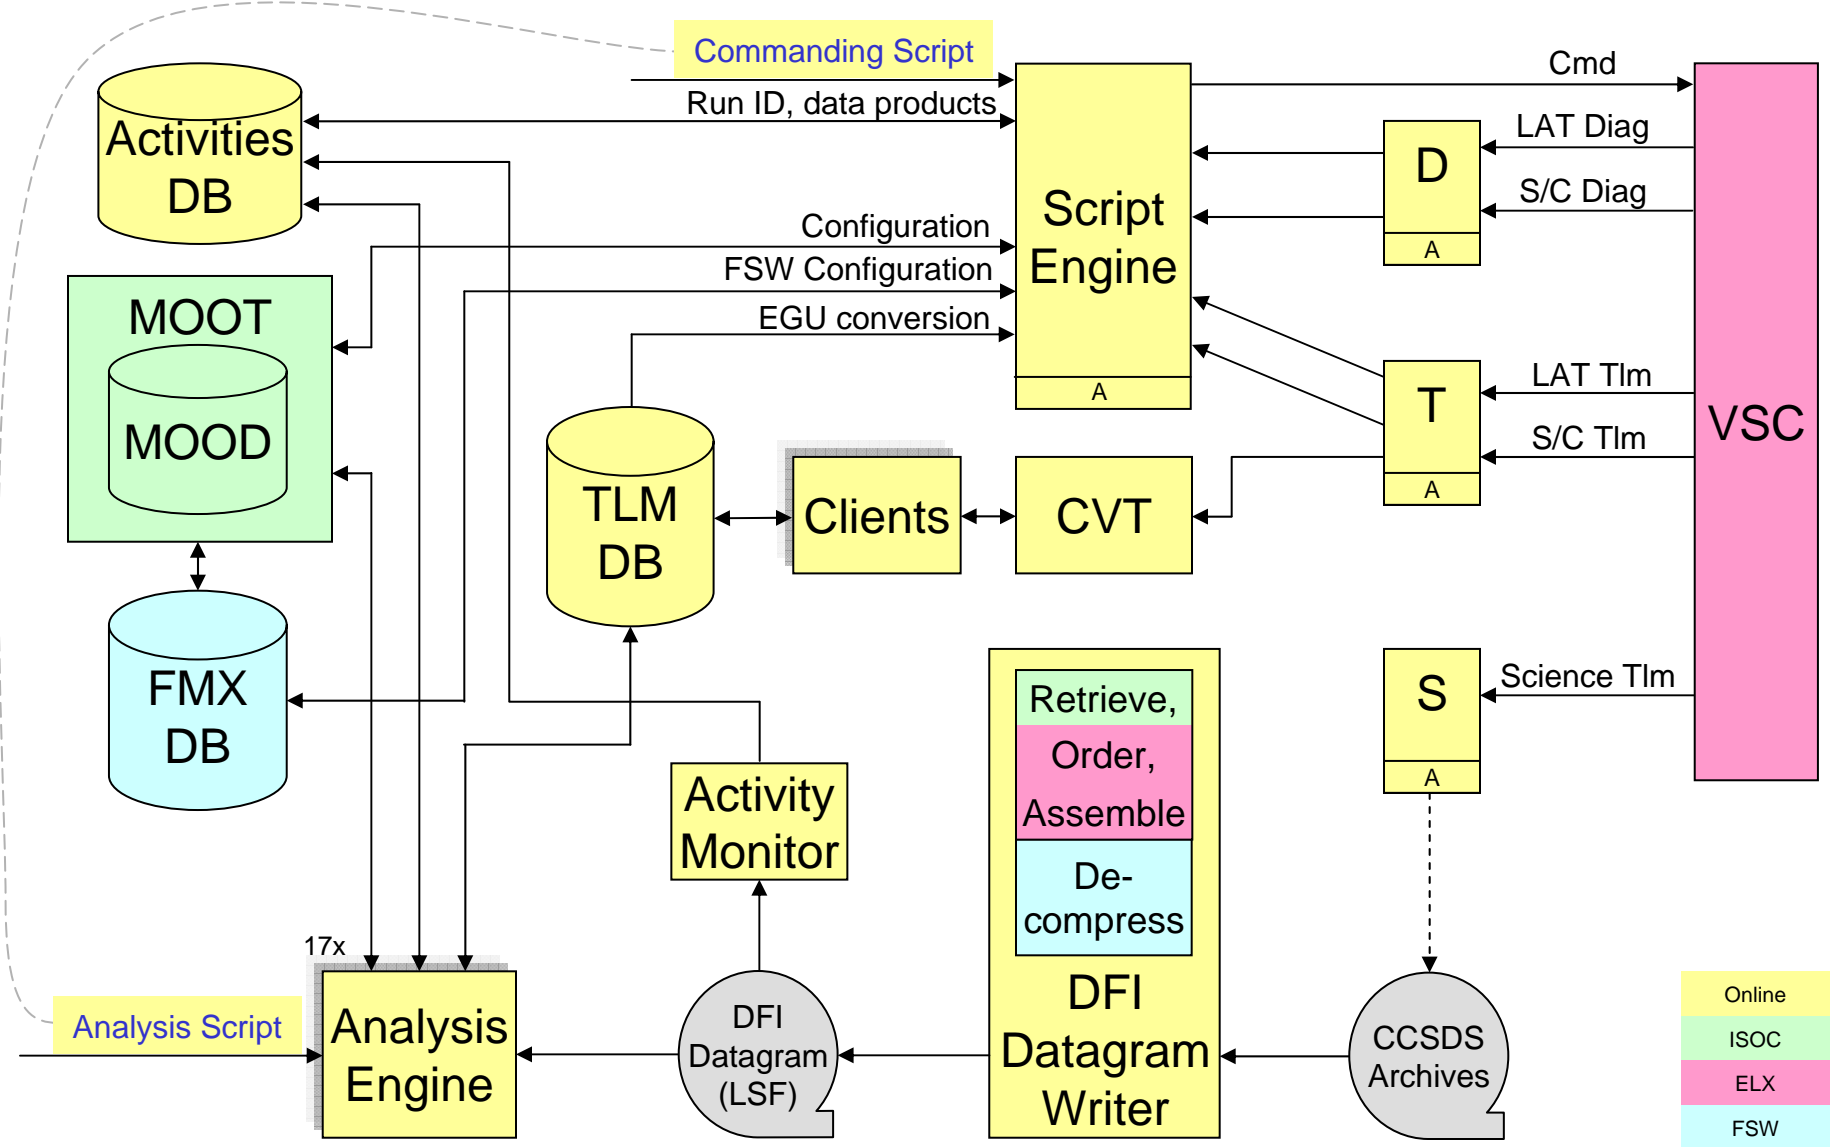 Commanding Script
Cmd
Run ID, data products
Activities
DB
LAT Diag
D
S/C Diag
A
Script
Engine
A
Configuration
FSW Configuration
EGU conversion
MOOT
MOOD
LAT Tlm
T
S/C Tlm
A
VSC
TLM
DB
Clients
CVT
FMX
DB
Science Tlm
S
A
Retrieve,
Order,
Assemble
De-
compress
DFI
Datagram
Writer
Activity
Monitor
17x
Analysis Script
Analysis
Engine
DFI
Datagram
(LSF)
CCSDS
Archives
Online
ISOC
ELX
FSW